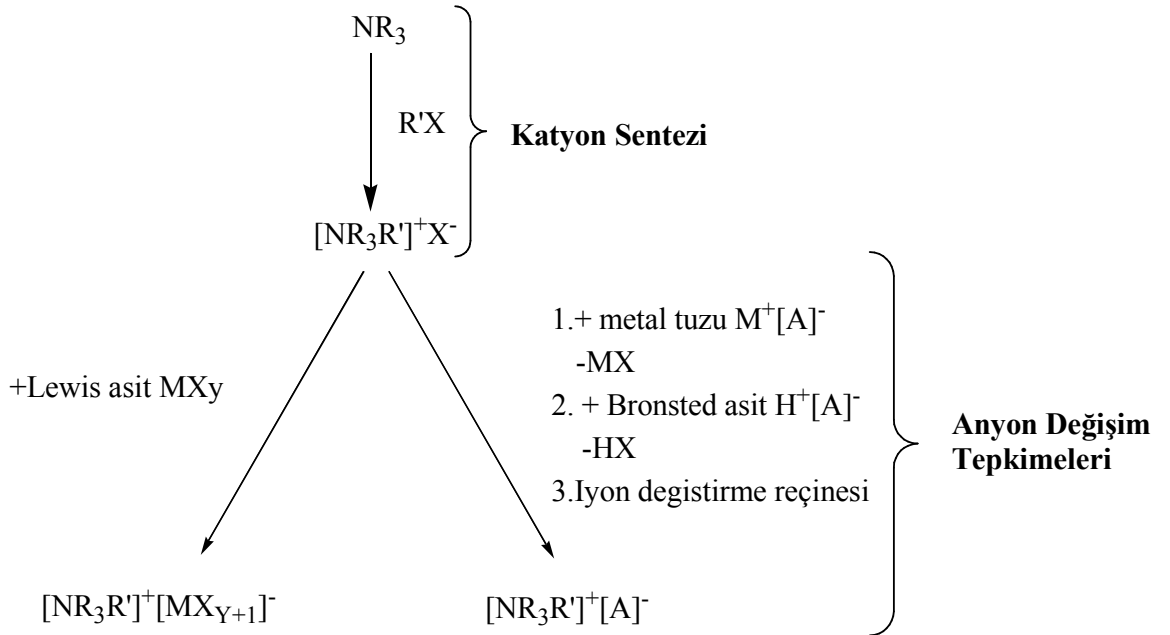 NR₃
R'X
Katyon Sentezi
[NR₃R']⁺X⁻
1.+ metal tuzu M⁺[A]⁻
-MX
+Lewis asit MXy
2. + Bronsted asit H⁺[A]⁻
-HX
3.Iyon degistirme reçinesi
Anyon Değişim
Tepkimeleri
[NR₃R']⁺[MX_{Y+1}]⁻
[NR₃R']⁺[A]⁻